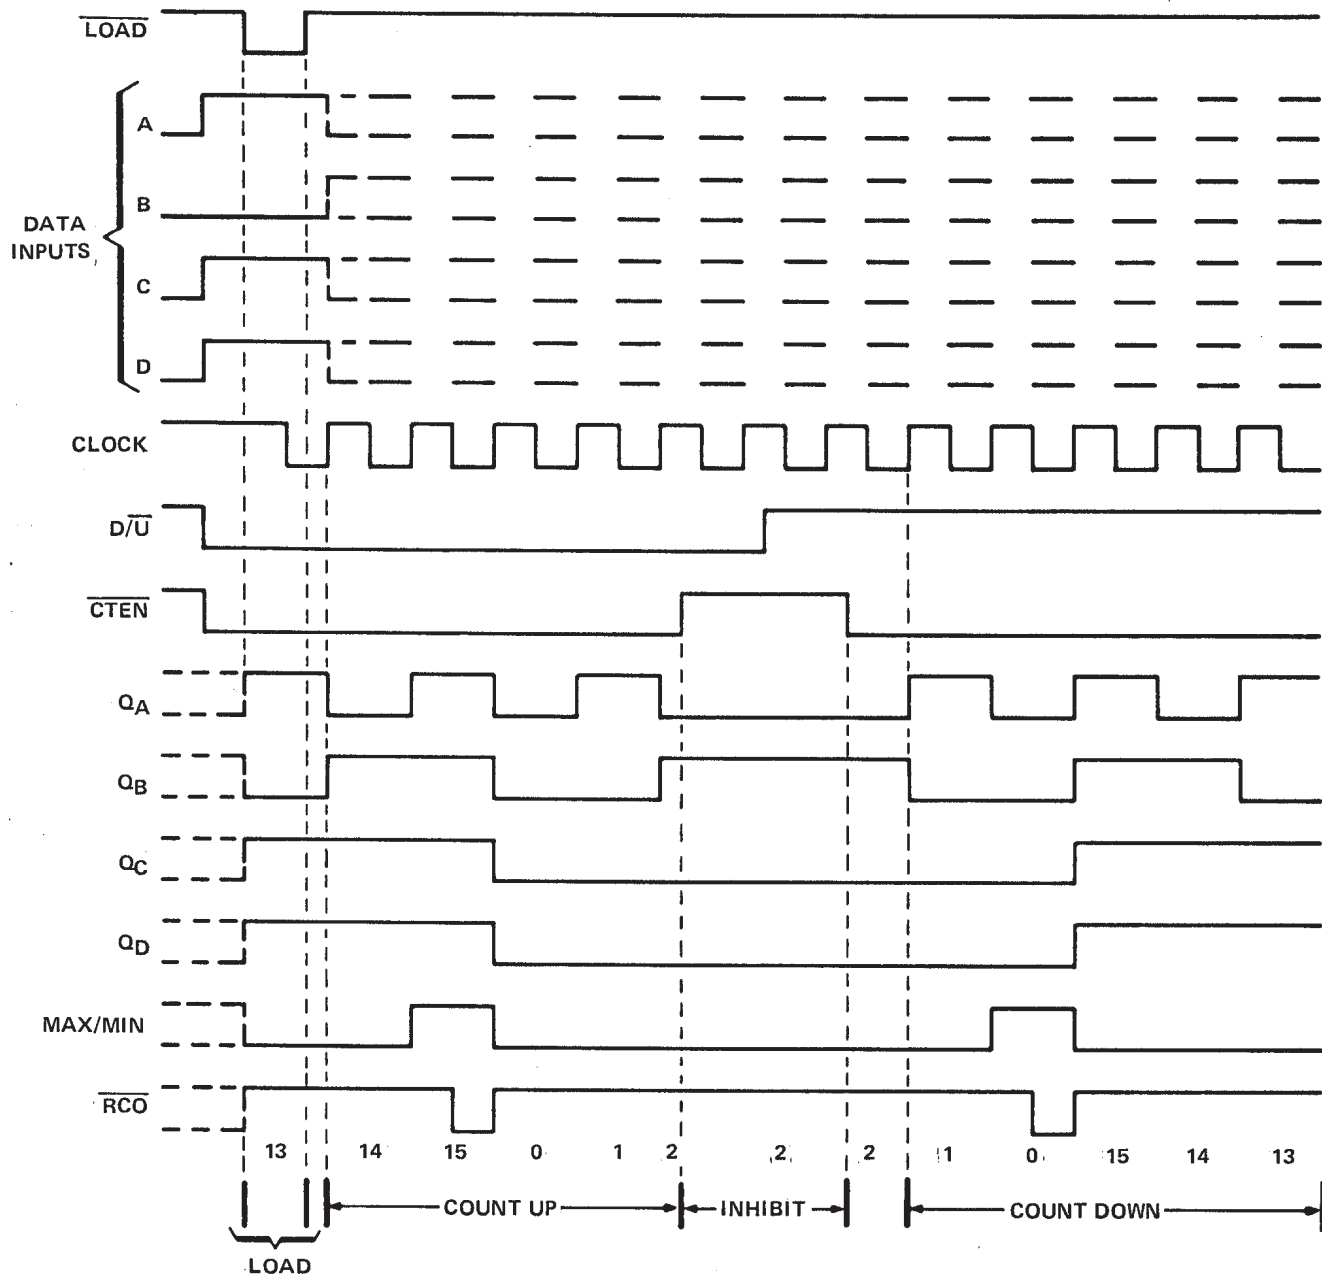 LOAD
A
B
DATA
INPUTS
C
D
CLOCK
D/U
CTEN
QA
QB
QC
QD
MAX/MIN
RCO
13 14 15 0 1 2 2 2 1 0 15 14 13
COUNT UP INHIBIT COUNT DOWN
LOAD